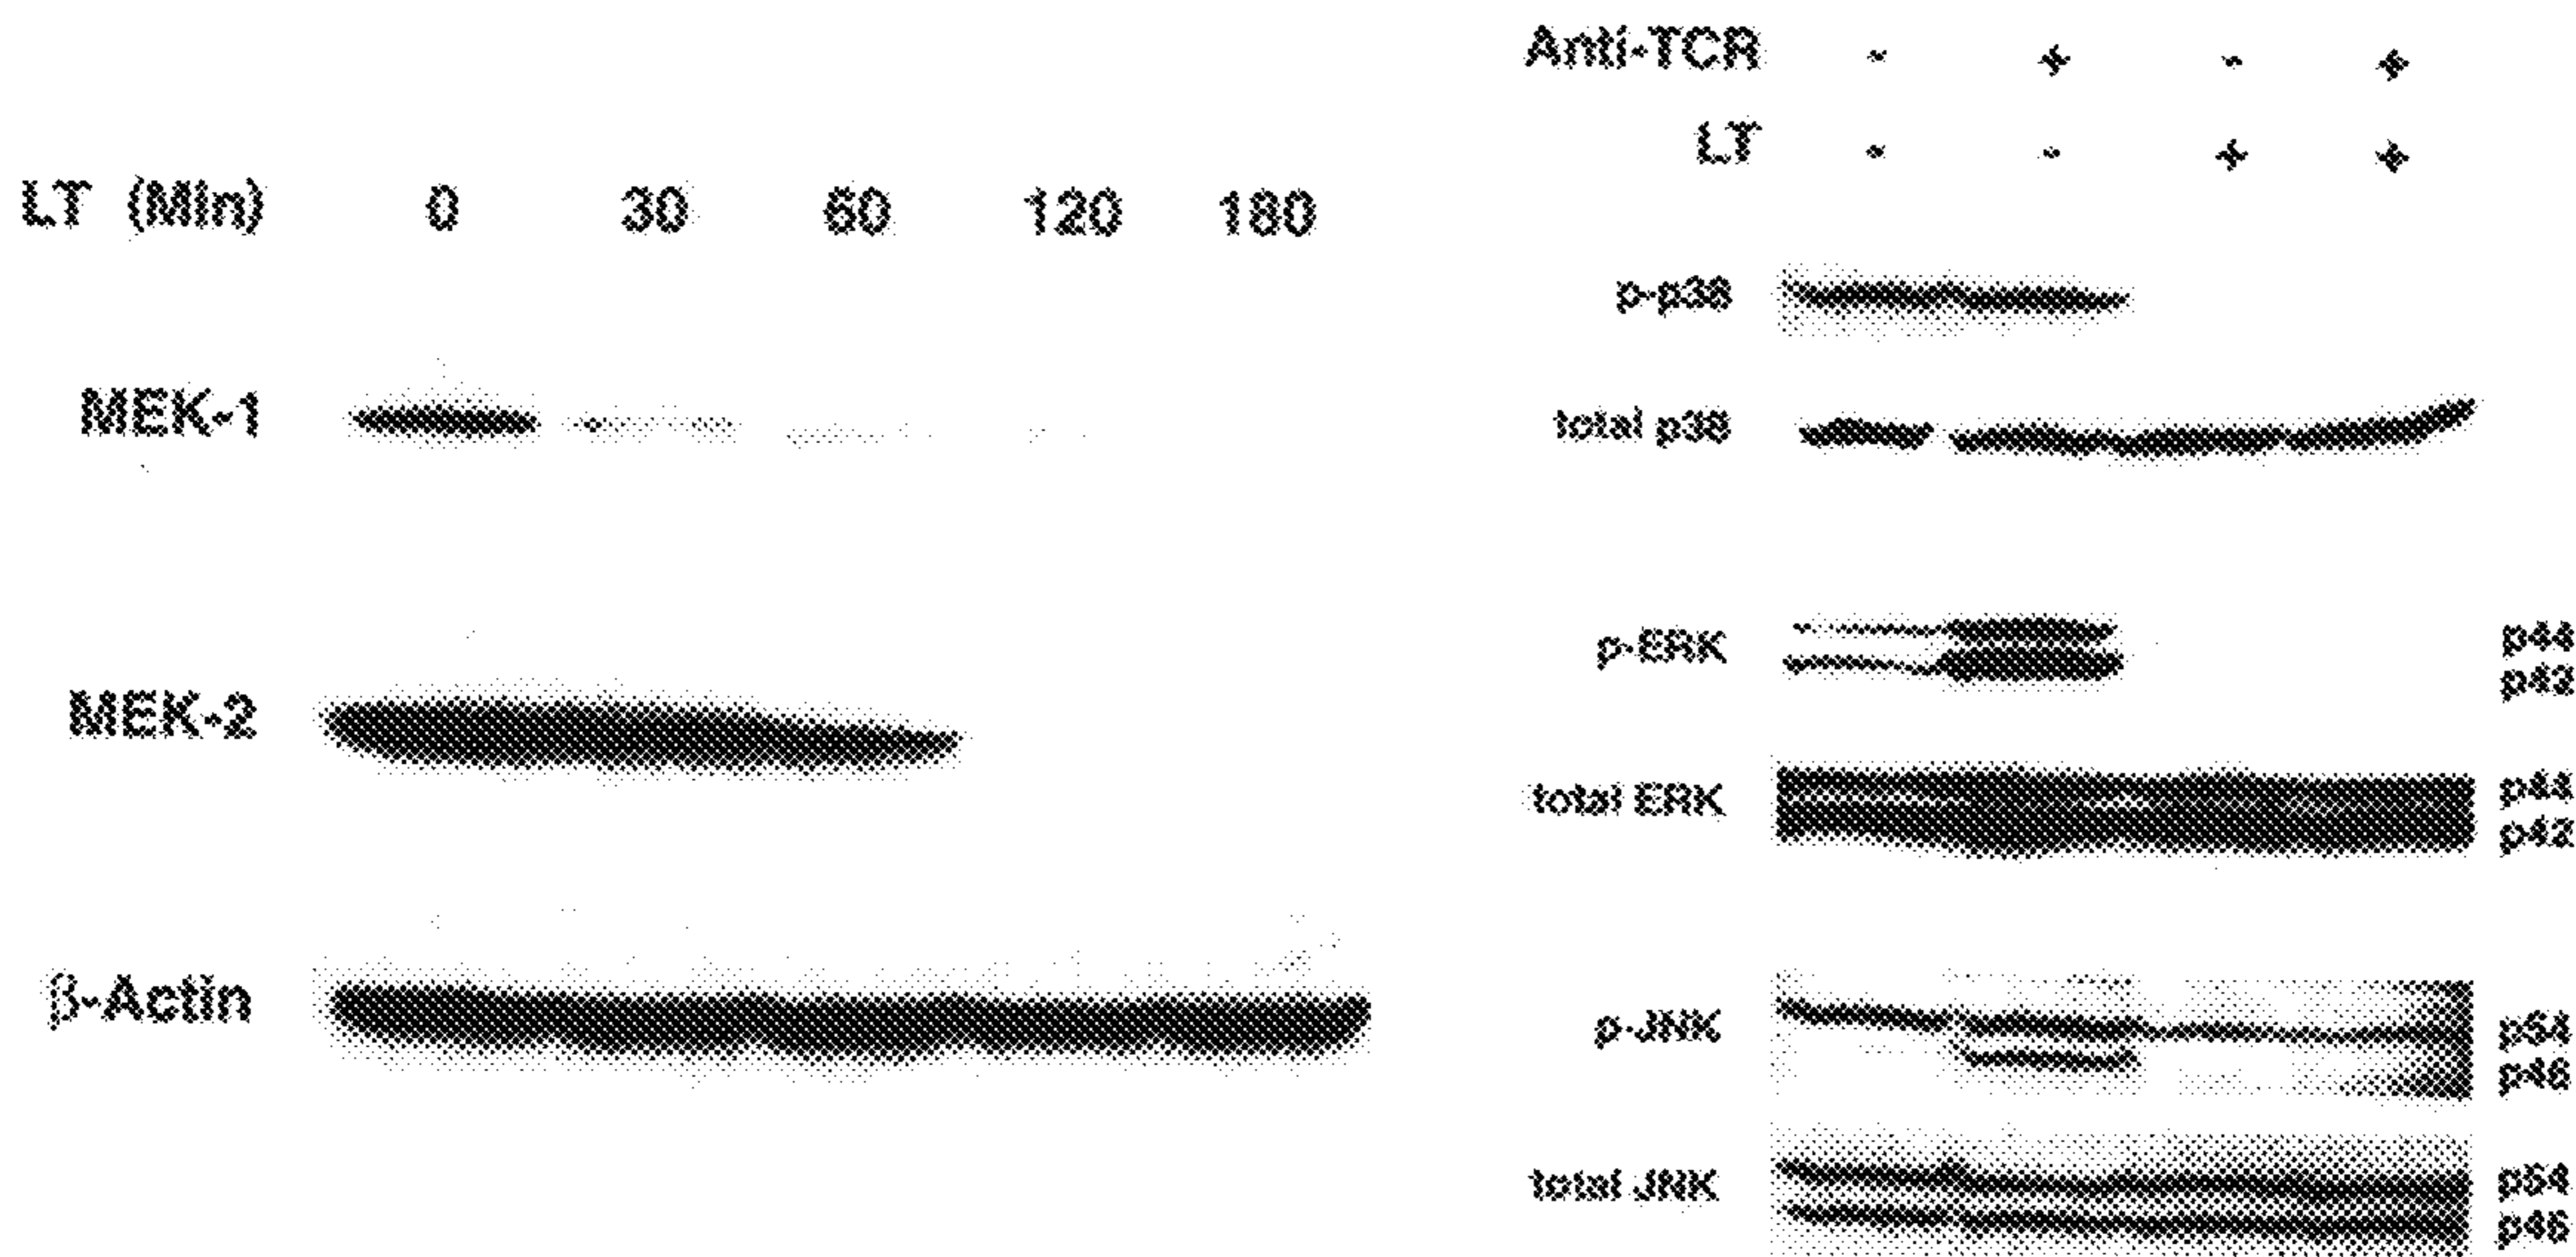 LT (Min) 0 30 60 120 180
MEK-1
MEK-2
β-Actin
Anti-TCR - + - +
LT - - + +
p-p38
total p38
p-ERK p44
p42
total ERK p44
p42
p-JNK p54
p46
total JNK p54
p46